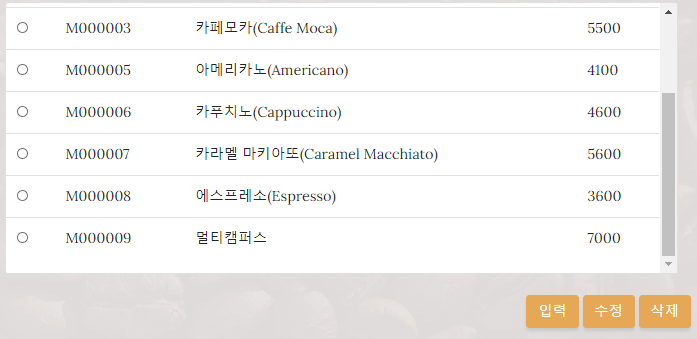 M000003 카페모카(Caffe Moca) 5500
M000005 아메리카노(Americano) 4100
M000006 카푸치노(Cappuccino) 4600
M000007 카라멜 마키아또(Caramel Macchiato) 5600
M000008 에스프레소(Espresso) 3600
M000009 멀티캠퍼스 7000
입력 수정 삭제